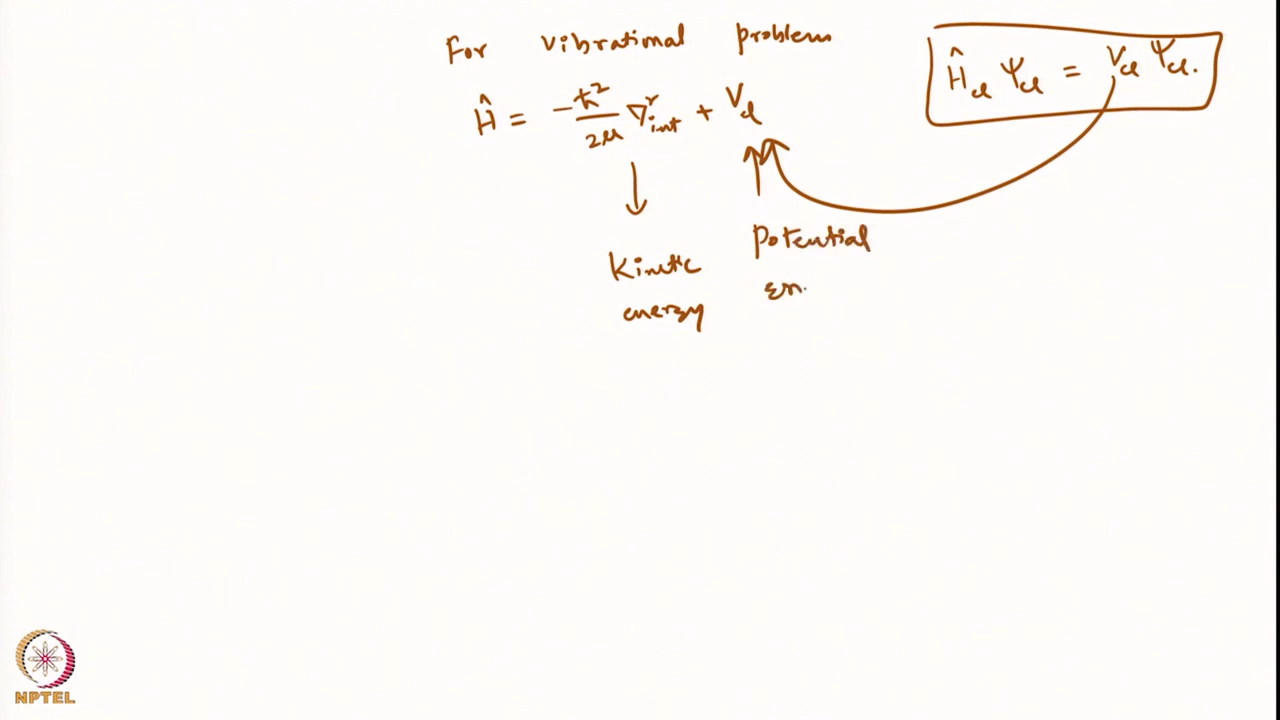 For vibrational problem
Ĥ = -ħ²/2μ ∇²int + Vel
Ĥel Ψel = Vel Ψel.
Kinetic energy
Potential en.
NPTEL